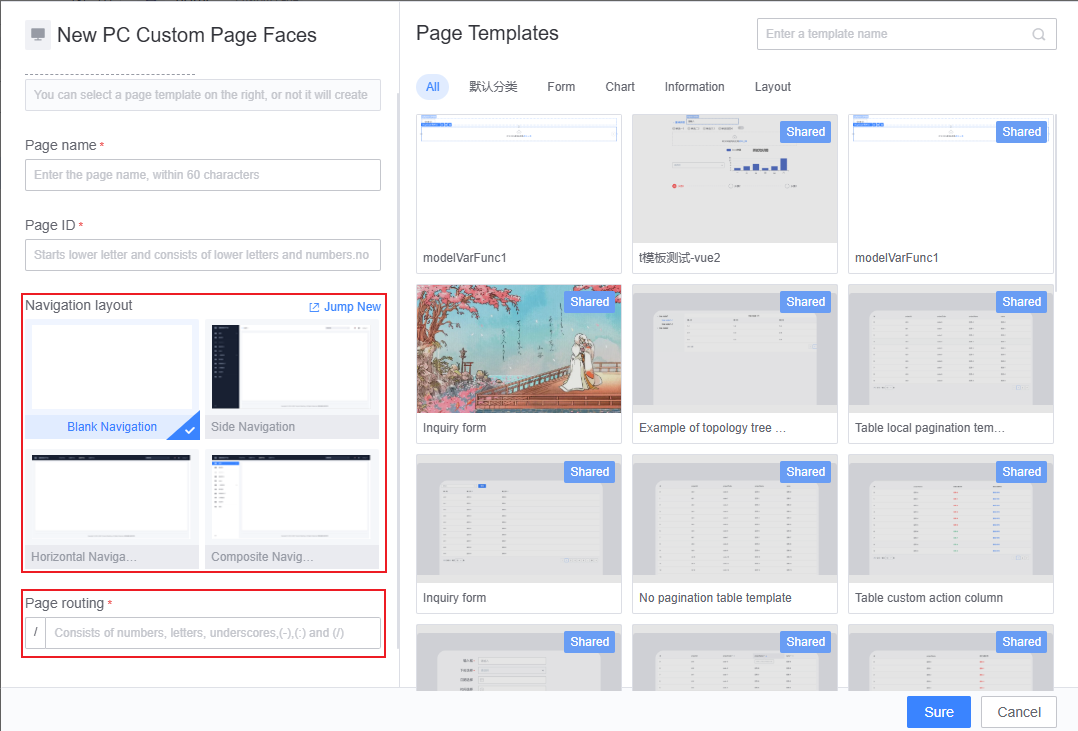 New PC Custom Page Faces
You can select a page template on the right, or not it will create
Page name *
Enter the page name, within 60 characters
Page ID *
Starts lower letter and consists of lower letters and numbers.no
Navigation layout
Jump New
Blank Navigation
Side Navigation
Horizontal Naviga…
Composite Navig…
Page routing *
/
Consists of numbers, letters, underscores,(-),(:) and (/)
Page Templates
Enter a template name
All
默认分类
Form
Chart
Information
Layout
Shared
Shared
modelVarFunc1
t模板测试-vue2
modelVarFunc1
Shared
Shared
Shared
Inquiry form
Example of topology tree …
Table local pagination tem…
Shared
Shared
Shared
Inquiry form
No pagination table template
Table custom action column
Shared
Shared
Shared
Sure
Cancel